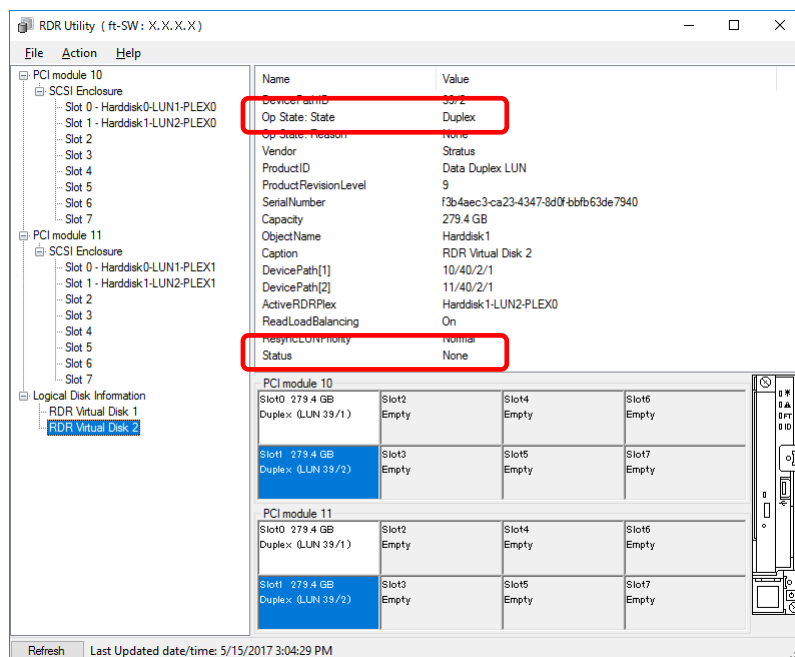 RDR Utility ( ft-SW : X.X.X.X )
File Action Help
PCI module 10
SCSI Enclosure
Slot 0 - Harddisk0-LUN1-PLEX0
Slot 1 - Harddisk1-LUN2-PLEX0
Slot 2
Slot 3
Slot 4
Slot 5
Slot 6
Slot 7
PCI module 11
SCSI Enclosure
Slot 0 - Harddisk0-LUN1-PLEX1
Slot 1 - Harddisk1-LUN2-PLEX1
Slot 2
Slot 3
Slot 4
Slot 5
Slot 6
Slot 7
Logical Disk Information
RDR Virtual Disk 1
RDR Virtual Disk 2
Name Value
DevicePathID 39/2
Op State: State Duplex
Op State: Reason None
Vendor Stratus
ProductID Data Duplex LUN
ProductRevisionLevel 9
SerialNumber f3b4aec3-ca23-4347-8d0f-bbfb63de7940
Capacity 279.4 GB
ObjectName Harddisk1
Caption RDR Virtual Disk 2
DevicePath[1] 10/40/2/1
DevicePath[2] 11/40/2/1
ActiveRDRPlex Harddisk1-LUN2-PLEX0
ReadLoadBalancing On
ResyncLUNPriority Normal
Status None
PCI module 10
Slot0 279.4 GB Slot2 Slot4 Slot6
Duplex (LUN 39/1) Empty Empty Empty
Slot1 279.4 GB Slot3 Slot5 Slot7
Duplex (LUN 39/2) Empty Empty Empty
PCI module 11
Slot0 279.4 GB Slot2 Slot4 Slot6
Duplex (LUN 39/1) Empty Empty Empty
Slot1 279.4 GB Slot3 Slot5 Slot7
Duplex (LUN 39/2) Empty Empty Empty
FT
ID
Refresh Last Updated date/time: 5/15/2017 3:04:29 PM